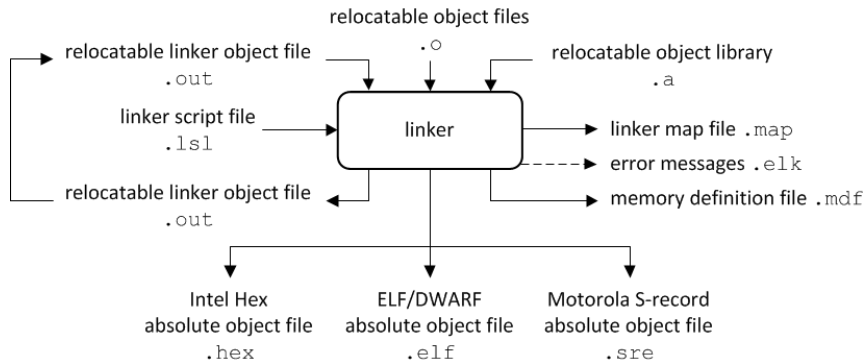 relocatable object files
.o
relocatable linker object file
.out
relocatable object library
.a
linker script file
.lsl
linker
linker map file .map
error messages .elk
memory definition file .mdf
relocatable linker object file
.out
Intel Hex
absolute object file
.hex
ELF/DWARF
absolute object file
.elf
Motorola S-record
absolute object file
.sre